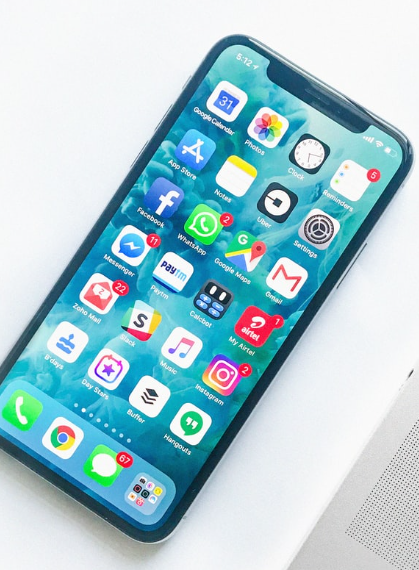 5:12
31
Google Calendar
Photos
Clock
5
Reminders
App Store
Notes
Uber
Settings
Facebook
2
WhatsApp
Google Maps
Gmail
11
Messenger
Paytm
Paytm
Calcbot
1
airtel
My Airtel
22
Zoho Mail
Slack
Music
2
Instagram
B'days
Day Stars
Buffer
Hangouts
67